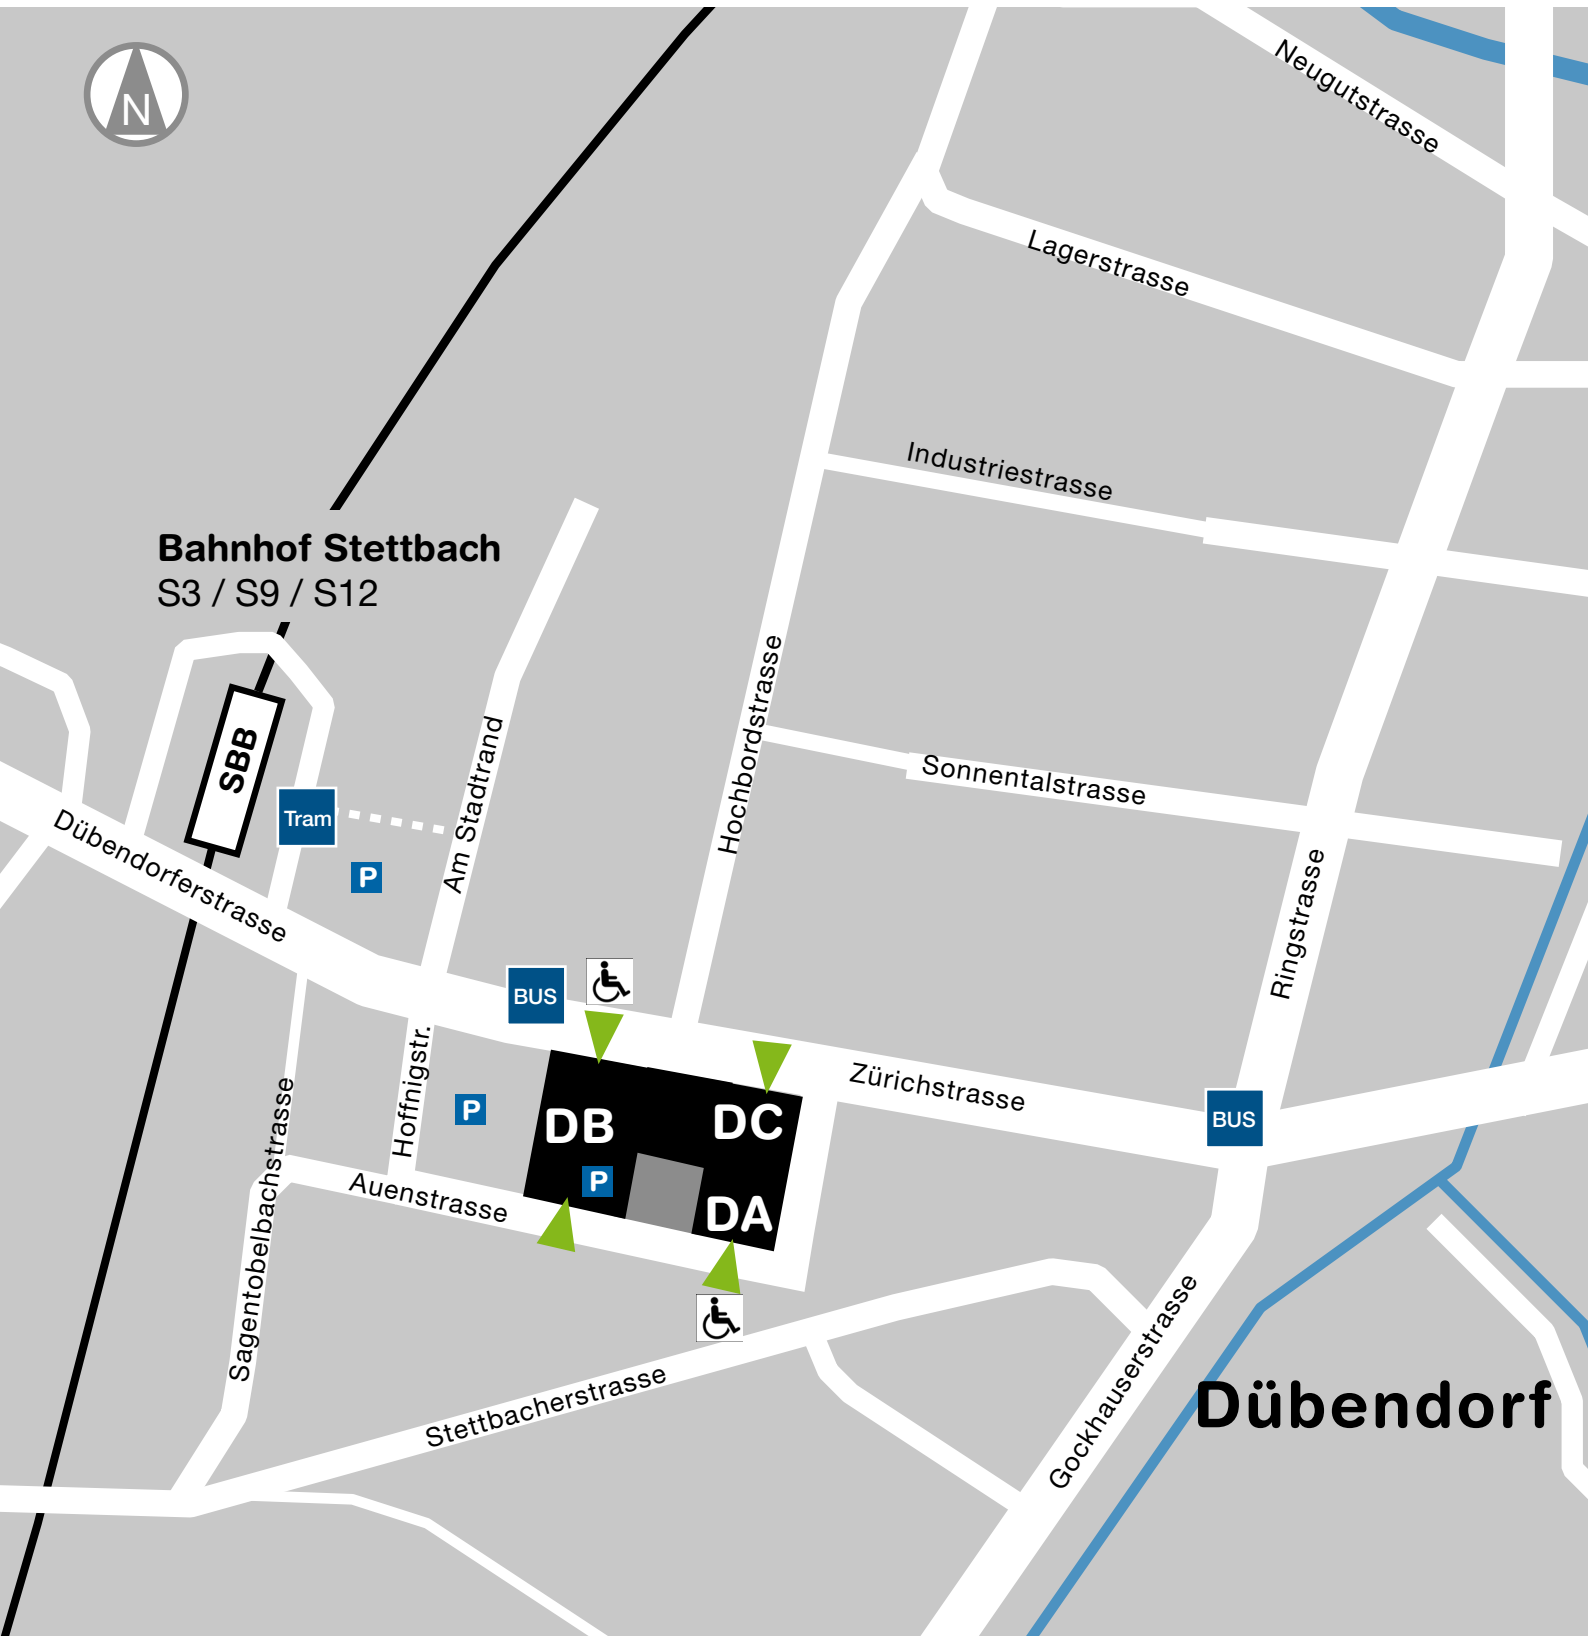 N
Neugutstrasse
Lagerstrasse
Industriestrasse
Bahnhof Stettbach
S3 / S9 / S12
SBB
Tram
P
Am Stadtrand
Hochbordstrasse
Sonnentalstrasse
Dübendorferstrasse
Ringstrasse
BUS
Zürichstrasse
BUS
Hoffnigstr.
P
DB
DC
P
DA
Auenstrasse
Sagentobelbachstrasse
Stettbacherstrasse
Gockhauserstrasse
Dübendorf